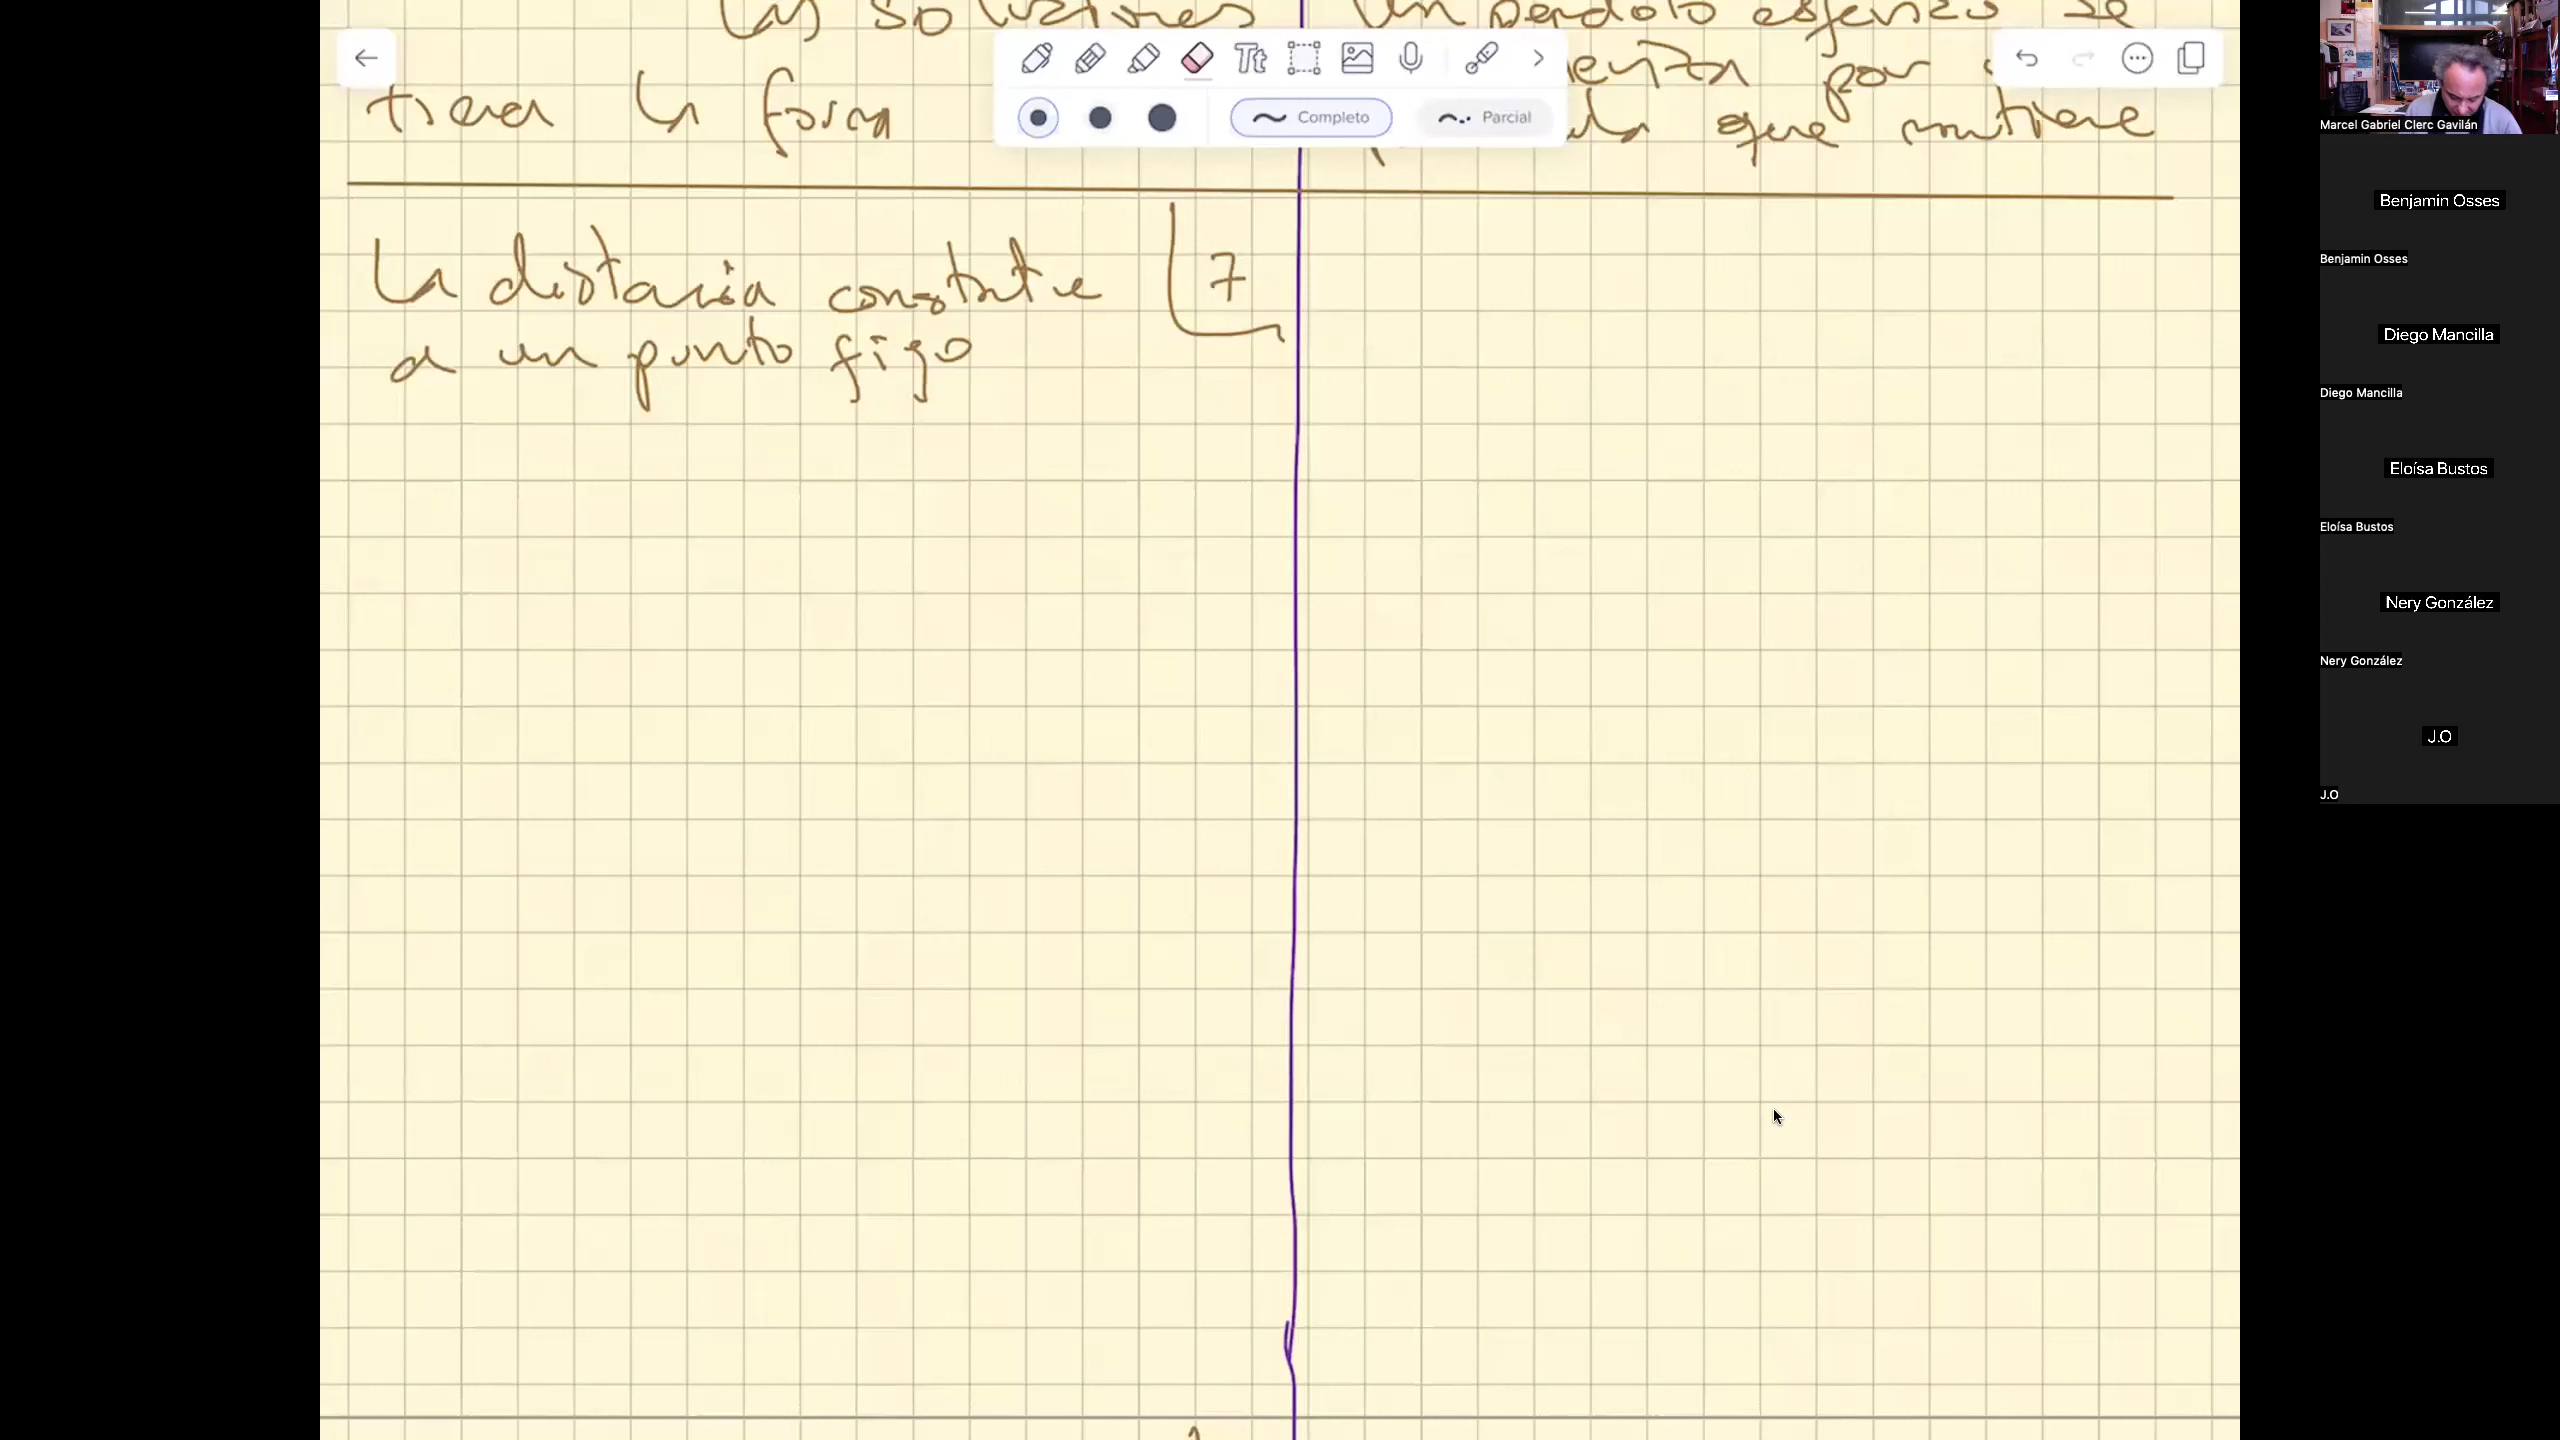 Las soluciones
tienen la forma
Un péndulo esférico se
por
que contiene
La distancia constante
a un punto fijo
7
Completo
Parcial
Marcel Gabriel Clerc Gavilán
Benjamin Osses
Benjamin Osses
Diego Mancilla
Diego Mancilla
Eloísa Bustos
Eloísa Bustos
Nery González
Nery González
J.O
J.O